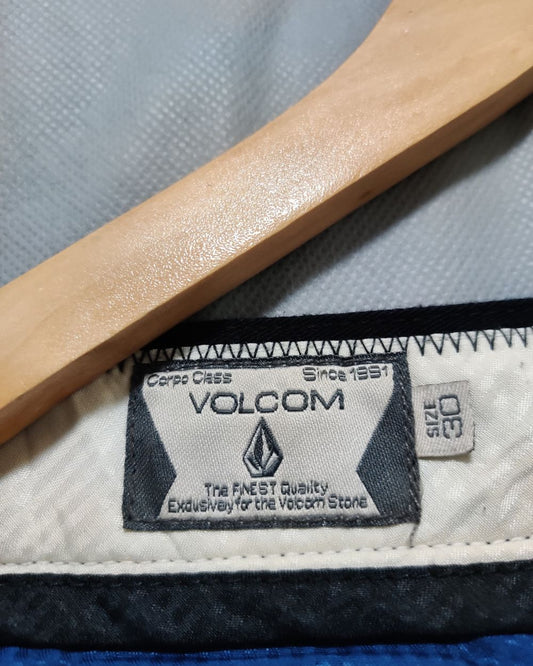 Corpo Class Since 1991
VOLCOM
The FINEST Quality
Exclusively for the Volcom Stone
SIZE
30